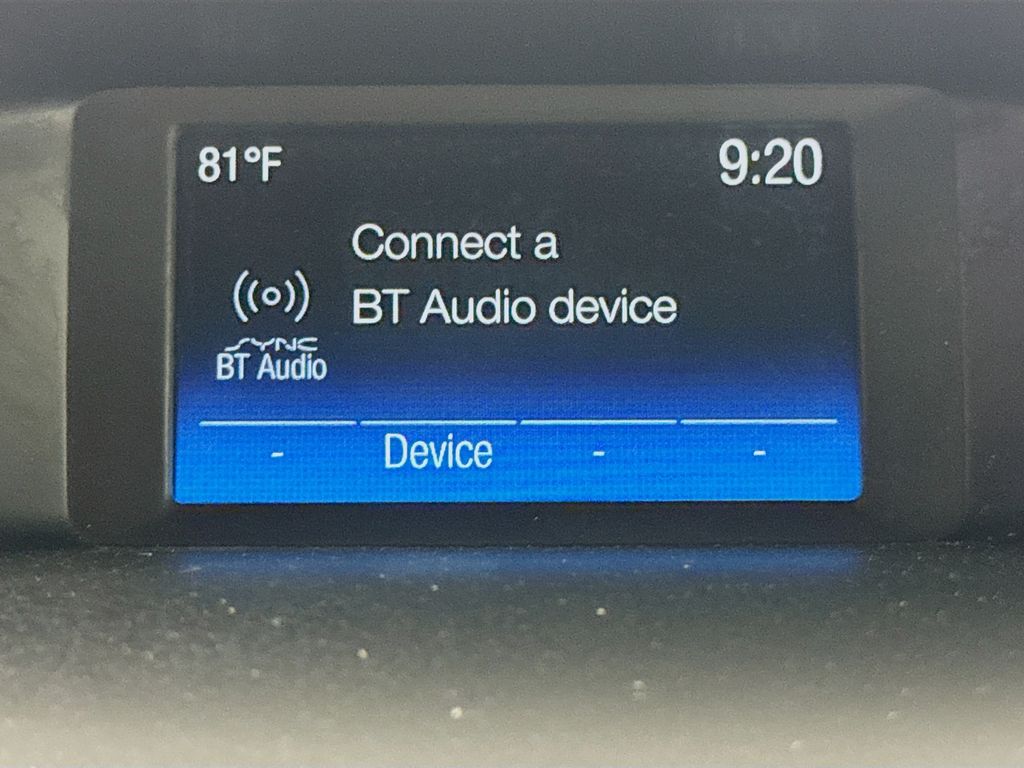 81°F 9:20
Connect a
BT Audio device
SYNC
BT Audio
- Device - -